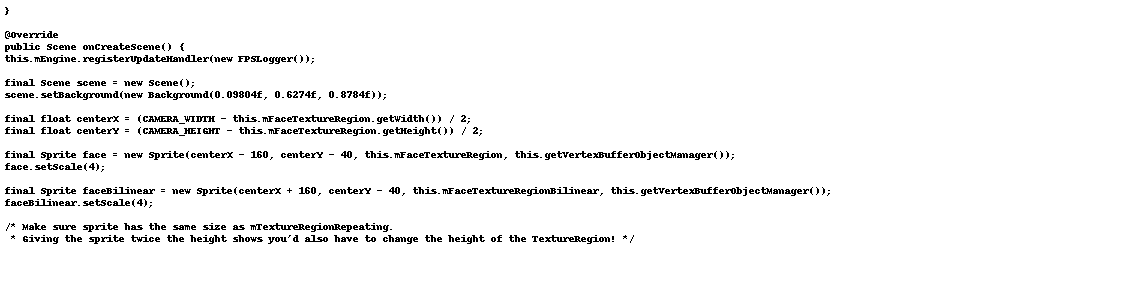 }
@Override
public Scene onCreateScene() {
this.mEngine.registerUpdateHandler(new FPSLogger());
final Scene scene = new Scene();
scene.setBackground(new Background(0.09804f, 0.6274f, 0.8784f));
final float centerX = (CAMERA_WIDTH - this.mFaceTextureRegion.getWidth()) / 2;
final float centerY = (CAMERA_HEIGHT - this.mFaceTextureRegion.getHeight()) / 2;
final Sprite face = new Sprite(centerX - 160, centerY - 40, this.mFaceTextureRegion, this.getVertexBufferObjectManager());
face.setScale(4);
final Sprite faceBilinear = new Sprite(centerX + 160, centerY - 40, this.mFaceTextureRegionBilinear, this.getVertexBufferObjectManager());
faceBilinear.setScale(4);
/* Make sure sprite has the same size as mTextureRegionRepeating.
 * Giving the sprite twice the height shows you'd also have to change the height of the TextureRegion! */